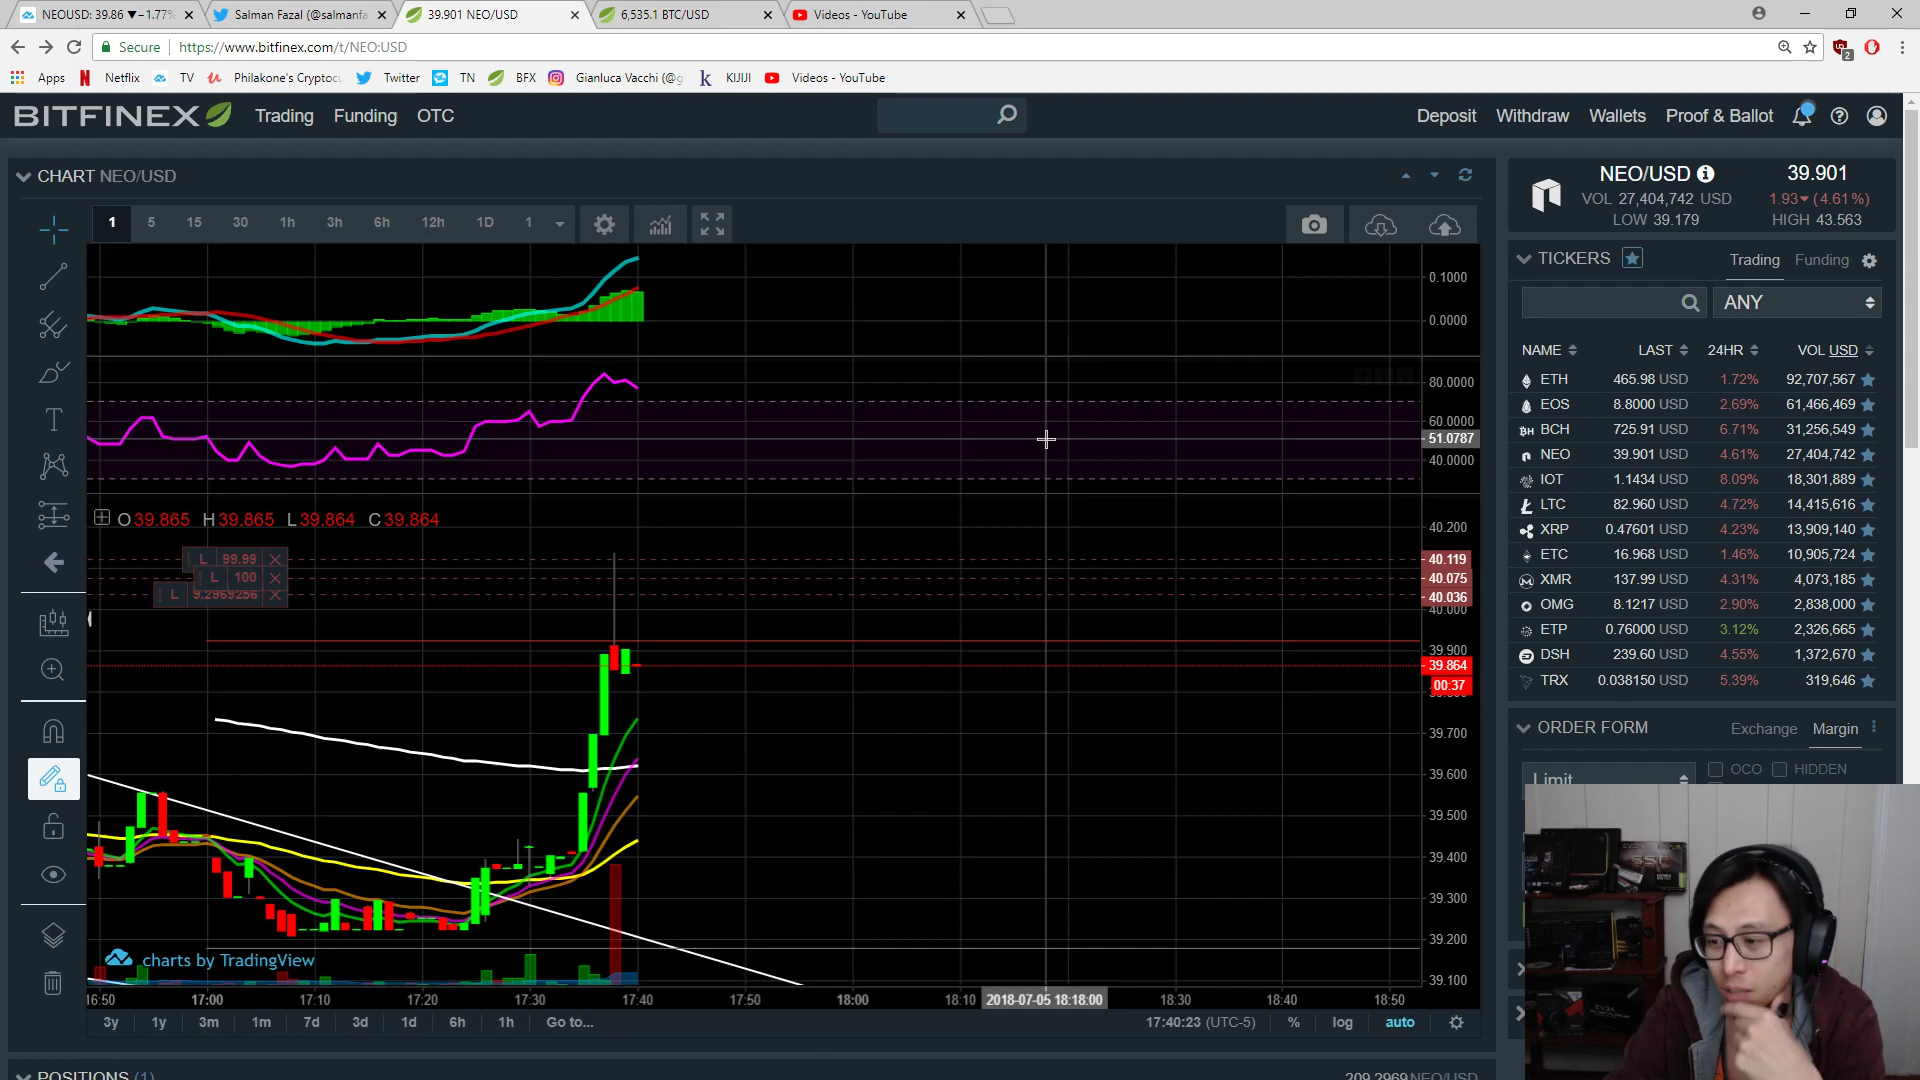 NEOUSD: 39.86 ▼−1.77%
Salman Fazal (@salmanfa
39.901 NEO/USD
6,535.1 BTC/USD
Videos - YouTube
Secure
https://www.bitfinex.com/t/NEO:USD
2
Apps
N
Netflix
TV
Philakone's Cryptoc
Twitter
TN
BFX
Gianluca Vacchi (@g
k
KIJIJI
Videos - YouTube
BITFINEX
Trading
Funding
OTC
Deposit
Withdraw
Wallets
Proof & Ballot
CHART NEO/USD
1
5
15
30
1h
3h
6h
12h
1D
1
0.1000
0.0000
80.0000
60.0000
51.0787
40.0000
O 39.865 H 39.865 L 39.864 C 39.864
L 99.99
L 100
L 9.2969256
40.200
40.119
40.075
40.036
40.000
39.900
39.864
00:37
39.700
39.600
39.500
39.400
39.300
39.200
39.100
charts by TradingView
16:50
17:00
17:10
17:20
17:30
17:40
17:50
18:00
18:10
2018-07-05 18:18:00
18:30
18:40
18:50
3y
1y
3m
1m
7d
3d
1d
6h
1h
Go to...
17:40:23 (UTC-5)
%
log
auto
POSITIONS (1)
209.2969 NEO/USD
NEO/USD
39.901
VOL 27,404,742 USD
1.93 (4.61%)
LOW 39.179
HIGH 43.563
TICKERS
Trading
Funding
ANY
NAME LAST 24HR VOL USD
ETH 465.98 USD 1.72% 92,707,567
EOS 8.8000 USD 2.69% 61,466,469
BCH 725.91 USD 6.71% 31,256,549
NEO 39.901 USD 4.61% 27,404,742
IOT 1.1434 USD 8.09% 18,301,889
LTC 82.960 USD 4.72% 14,415,616
XRP 0.47601 USD 4.23% 13,909,140
ETC 16.968 USD 1.46% 10,905,724
XMR 137.99 USD 4.31% 4,073,185
OMG 8.1217 USD 2.90% 2,838,000
ETP 0.76000 USD 3.12% 2,326,665
DSH 239.60 USD 4.55% 1,372,670
TRX 0.038150 USD 5.39% 319,646
ORDER FORM
Exchange
Margin
Limit
OCO
HIDDEN